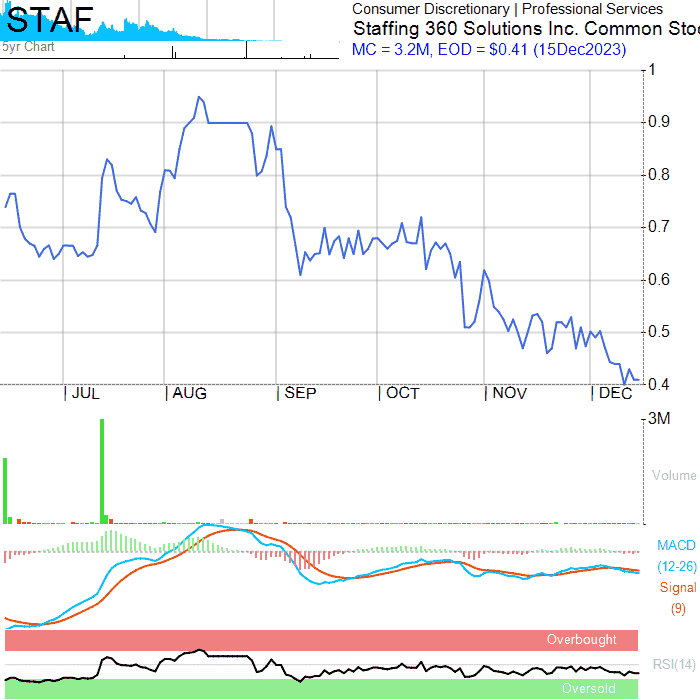 STAF
5yr Chart
Consumer Discretionary | Professional Services
Staffing 360 Solutions Inc. Common Stoc
MC = 3.2M, EOD = $0.41 (15Dec2023)
1
0.9
0.8
0.7
0.6
0.5
0.4
JUL AUG SEP OCT NOV DEC
3M
Volume
MACD
(12-26)
Signal
(9)
Overbought
RSI(14)
Oversold